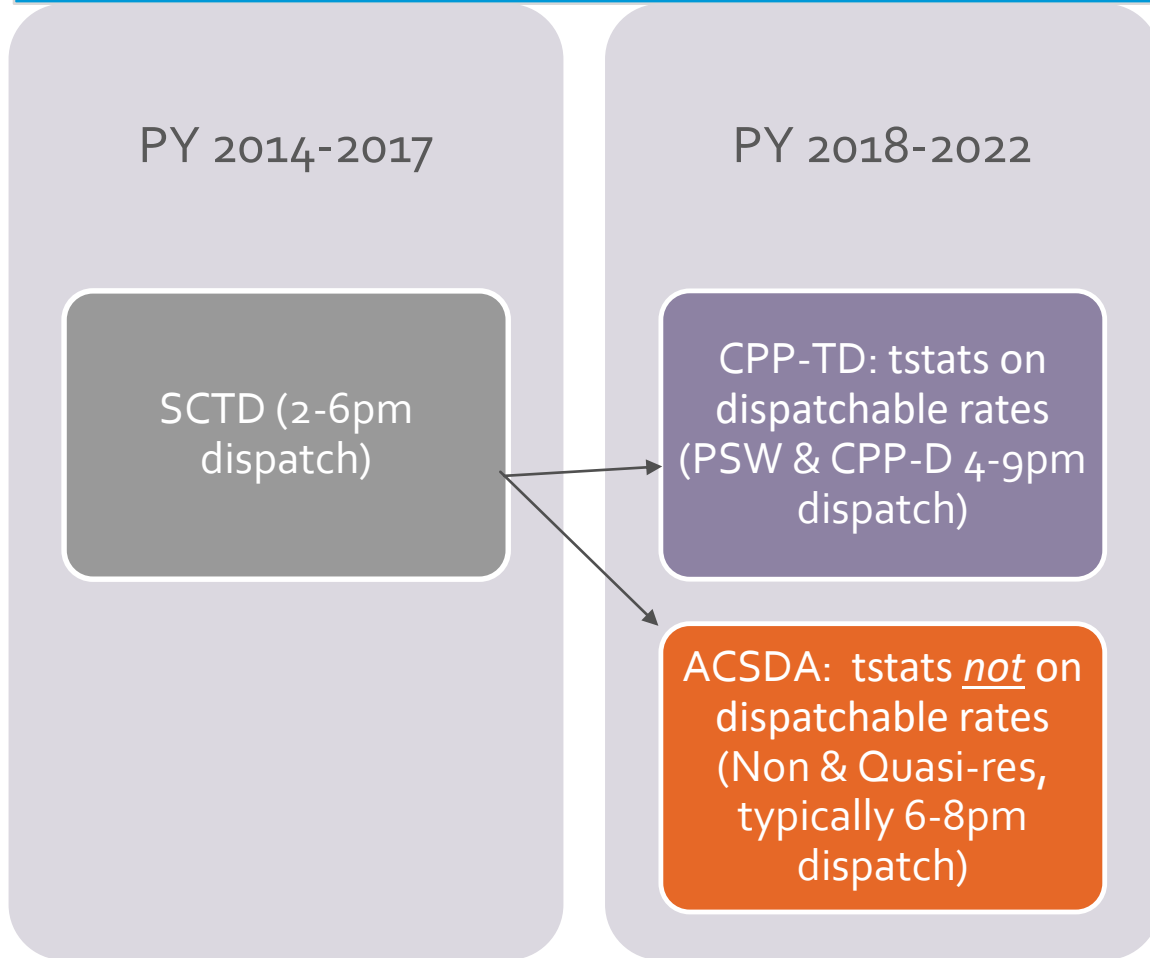 PY 2014-2017
SCTD (2-6pm
dispatch)
PY 2018-2022
CPP-TD: tstats on
dispatchable rates
(PSW & CPP-D 4-9pm
dispatch)
ACSDA: tstats not on
dispatchable rates
(Non & Quasi-res,
typically 6-8pm
dispatch)